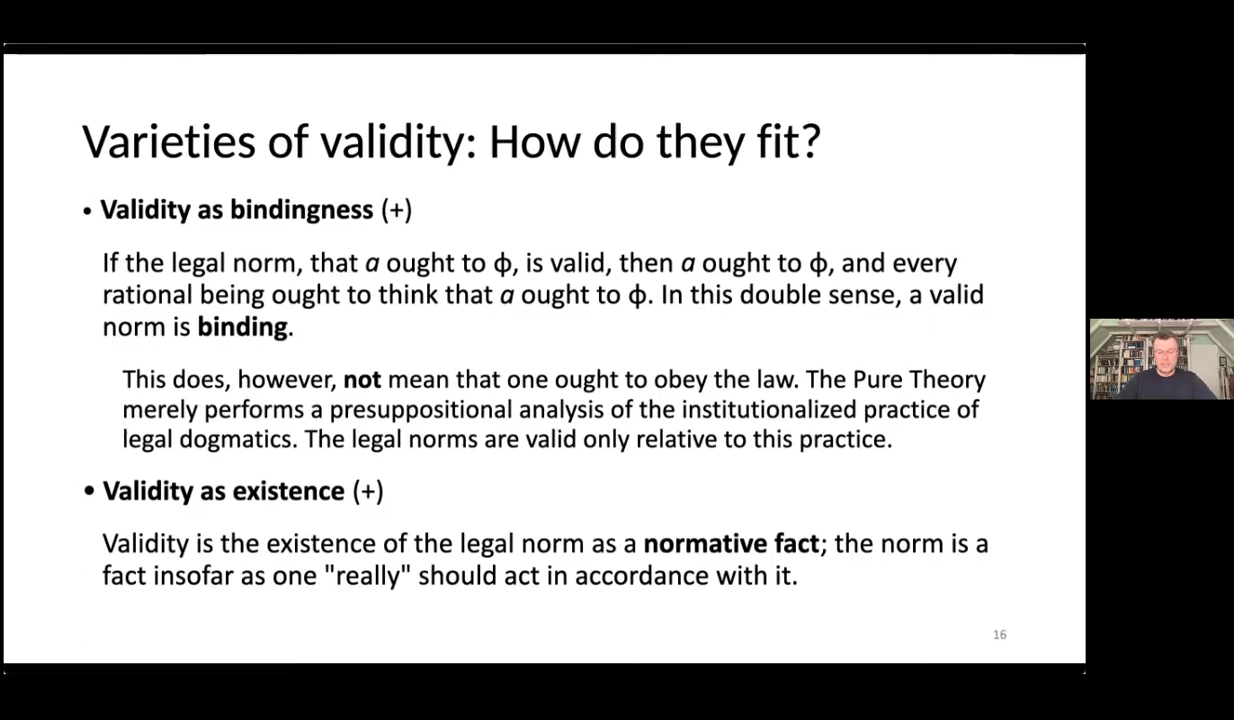 Varieties of validity: How do they fit?
• Validity as bindingness (+)
If the legal norm, that a ought to ϕ, is valid, then a ought to ϕ, and every
rational being ought to think that a ought to ϕ. In this double sense, a valid
norm is binding.
This does, however, not mean that one ought to obey the law. The Pure Theory
merely performs a presuppositional analysis of the institutionalized practice of
legal dogmatics. The legal norms are valid only relative to this practice.
• Validity as existence (+)
Validity is the existence of the legal norm as a normative fact; the norm is a
fact insofar as one "really" should act in accordance with it.
16